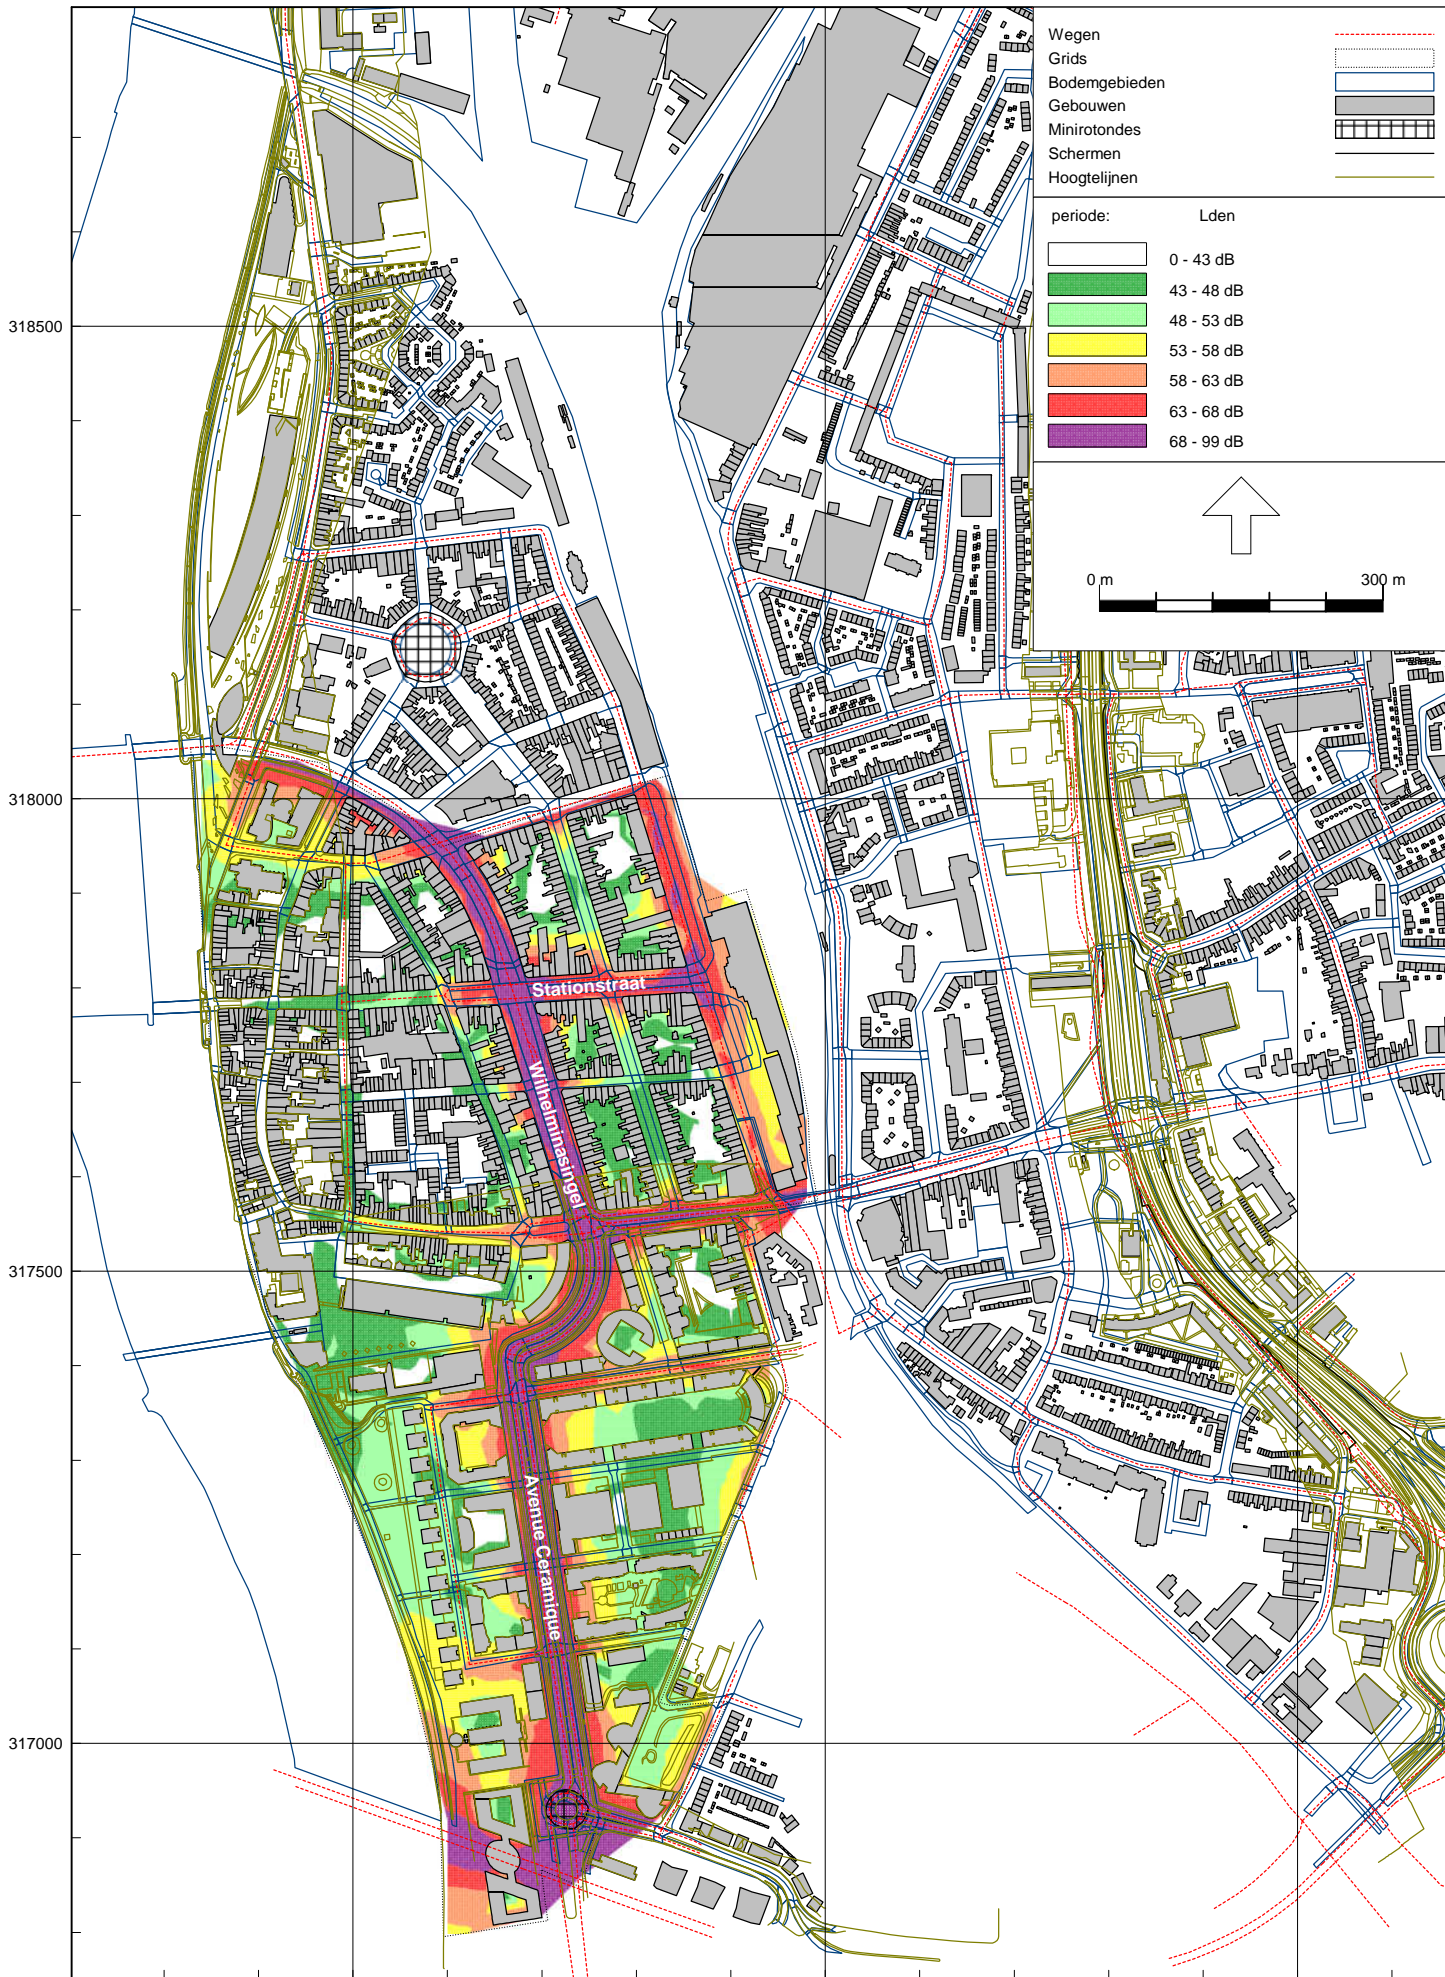 Wegen
Grids
Bodemgebieden
Gebouwen
Minirotondes
Schermen
Hoogtelijnen
periode: Lden
0 - 43 dB
43 - 48 dB
48 - 53 dB
53 - 58 dB
58 - 63 dB
63 - 68 dB
68 - 99 dB
0 m 300 m
318500
318000
317500
317000
Stationstraat
Wilhelminasingel
Avenue Ceramique